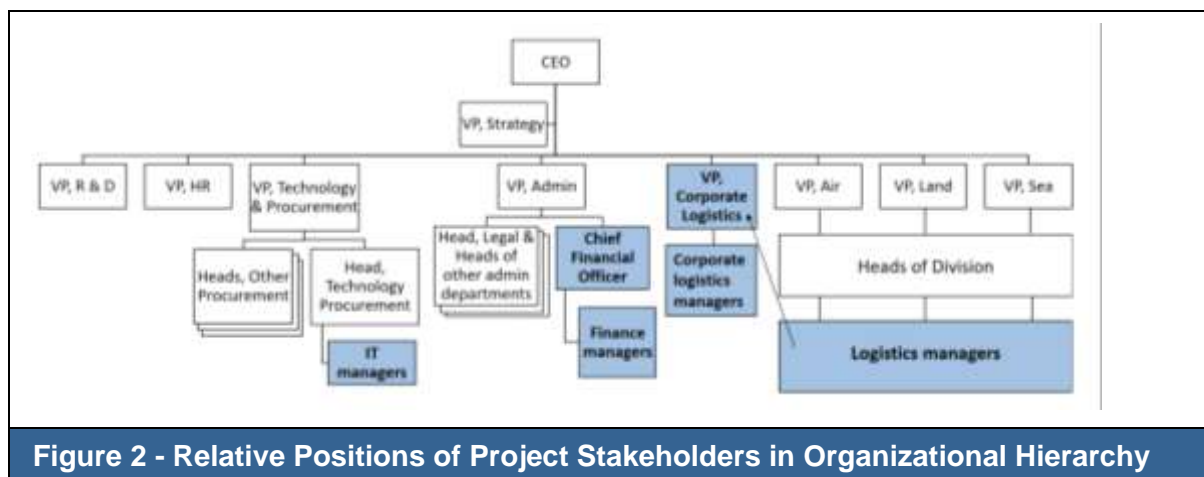 CEO
VP, Strategy
VP, R & D
VP, HR
VP, Technology
& Procurement
VP, Admin
VP,
Corporate
Logistics
VP, Air
VP, Land
VP, Sea
Heads, Other
Procurement
Head,
Technology
Procurement
Head, Legal &
Heads of
other admin
departments
Chief
Financial
Officer
Corporate
logistics
managers
Heads of Division
IT
managers
Finance
managers
Logistics managers
Figure 2 - Relative Positions of Project Stakeholders in Organizational Hierarchy